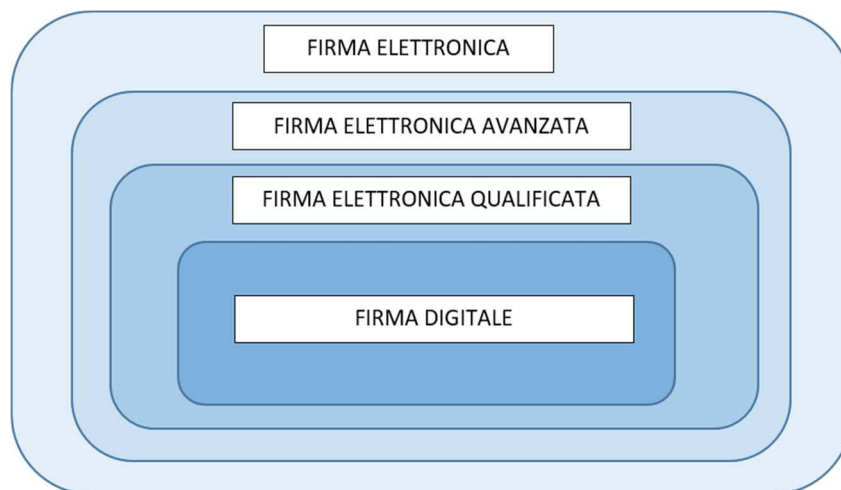 FIRMA ELETTRONICA
FIRMA ELETTRONICA AVANZATA
FIRMA ELETTRONICA QUALIFICATA
FIRMA DIGITALE